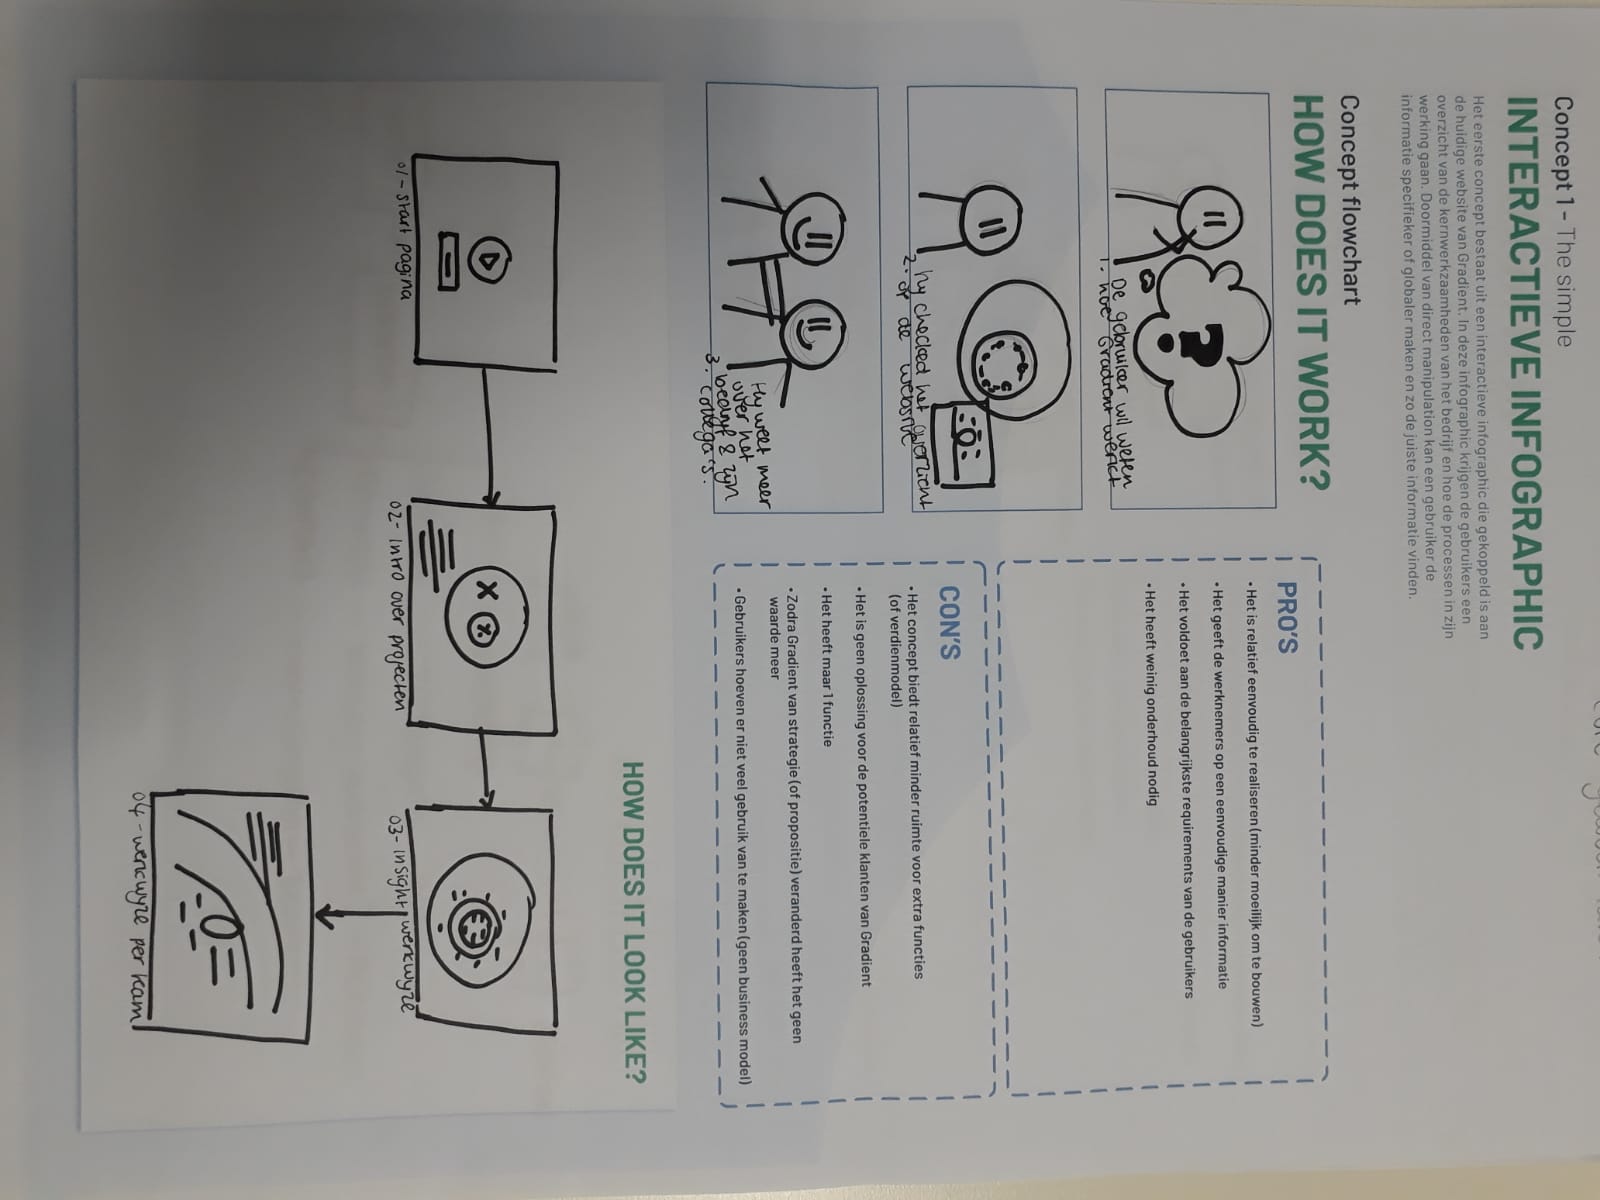 Concept 1 - The simple
INTERACTIEVE INFOGRAPHIC
Het eerste concept bestaat uit een interactieve infographic die gekoppeld is aan
de huidige website van Gradient. In deze infographic krijgen de gebruikers een
overzicht van de kernwerkzaamheden van het bedrijf en hoe de processen in zijn
werking gaan. Doormiddel van direct manipulation kan een gebruiker de
informatie specifieker of globaler maken en zo de juiste informatie vinden.
Concept flowchart
HOW DOES IT WORK?
?
De gebruiker wil weten
1. hoe Gradient werkt
hy checked het overzicht
2. op de website
Hy weet meer
over het
bedryf & zyn
3. collega's.
PRO'S
• Het is relatief eenvoudig te realiseren (minder moeilijk om te bouwen)
• Het geeft de werknemers op een eenvoudige manier informatie
• Het voldoet aan de belangrijkste requirements van de gebruikers
• Het heeft weinig onderhoud nodig
CON'S
• Het concept biedt relatief minder ruimte voor extra functies
(of verdienmodel)
• Het is geen oplossing voor de potentiele klanten van Gradient
• Het heeft maar 1 functie
• Zodra Gradient van strategie (of propositie) veranderd heeft het geen
waarde meer
• Gebruikers hoeven er niet veel gebruik van te maken (geen business model)
HOW DOES IT LOOK LIKE?
01 - start pagina
02 - intro over projecten
03 - insight werkwyze
04 - werkwyze per kan